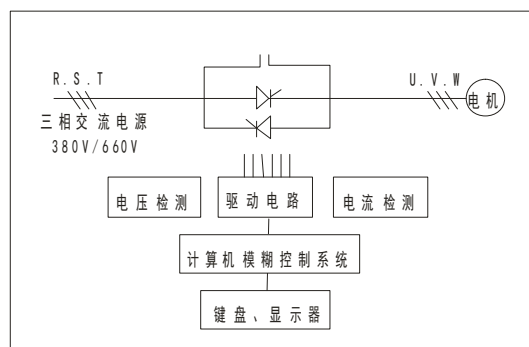 R.S.T
U.V.W
电机
三相交流电源
380V/660V
电压检测
驱动电路
电流检测
计算机模糊控制系统
键盘、显示器